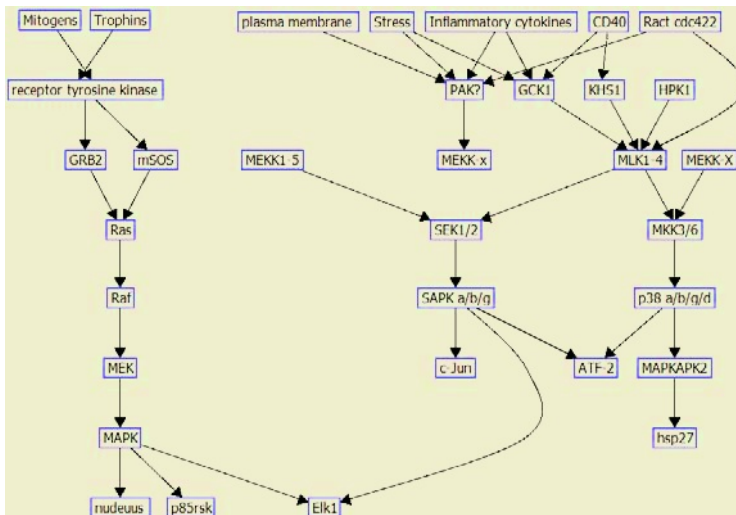 Mitogens Trophins plasma membrane Stress Inflammatory cytokines CD40 Ract cdc422
receptor tyrosine kinase PAK? GCK1 KHS1 HPK1
GRB2 mSOS MEKK1-5 MEKK-x MLK1-4 MEKK-X
Ras SEK1/2 MKK3/6
Raf SAPK a/b/g p38 a/b/g/d
MEK c-Jun ATF-2 MAPKAPK2
MAPK hsp27
nudeuus p85rsk Elk1